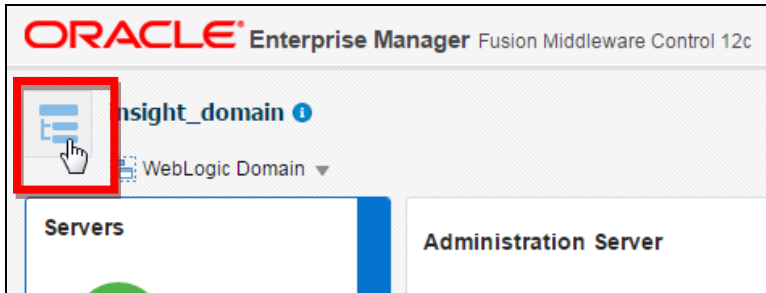 ORACLE® Enterprise Manager Fusion Middleware Control 12c
nsight_domain
WebLogic Domain
Servers
Administration Server